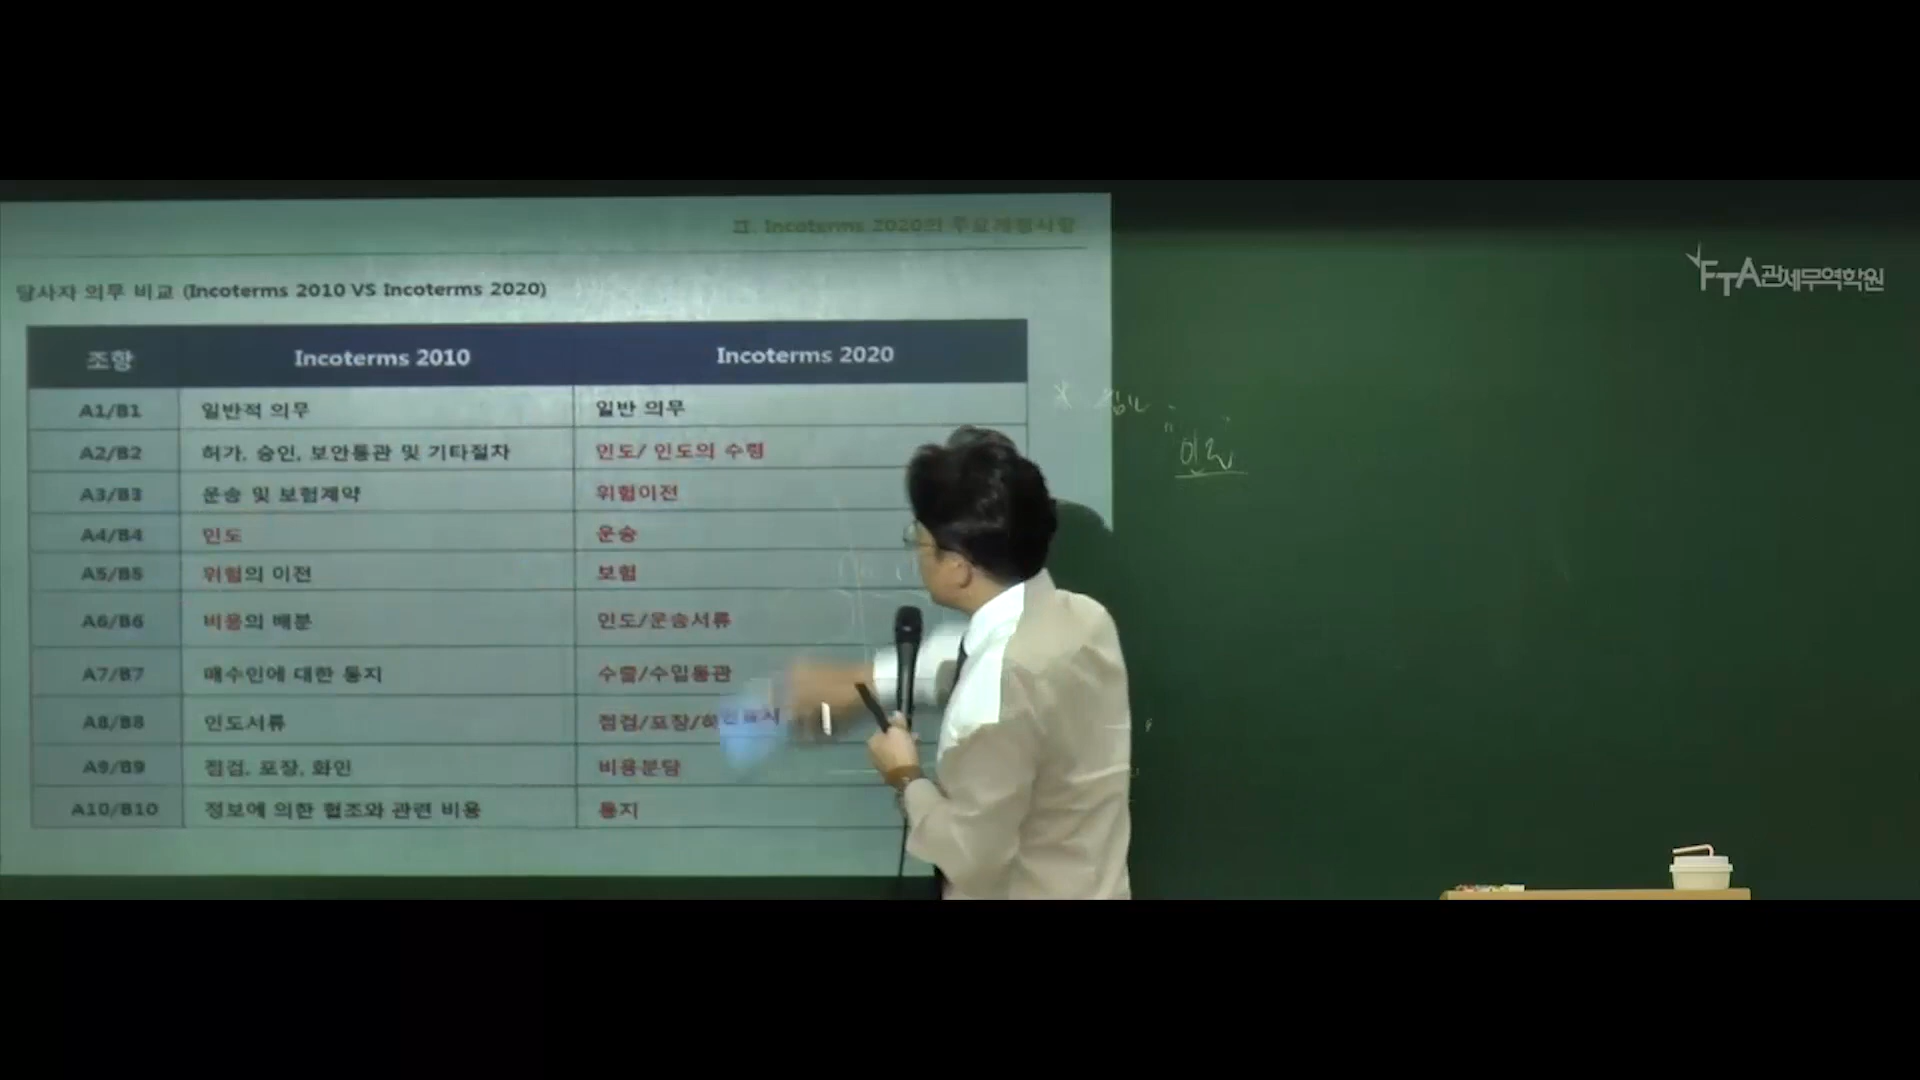 II. Incoterms 2020의 주요개정사항
FTA관세무역학원
당사자 의무 비교 (Incoterms 2010 VS Incoterms 2020)
조항 Incoterms 2010 Incoterms 2020
A1/B1 일반적 의무 일반 의무
A2/B2 허가, 승인, 보안통관 및 기타절차 인도/ 인도의 수령
A3/B3 운송 및 보험계약 위험이전
A4/B4 인도 운송
A5/B5 위험의 이전 보험
A6/B6 비용의 배분 인도/운송서류
A7/B7 매수인에 대한 통지 수출/수입통관
A8/B8 인도서류 점검/포장/하인표시
A9/B9 점검, 포장, 화인 비용분담
A10/B10 정보에 의한 협조와 관련 비용 통지